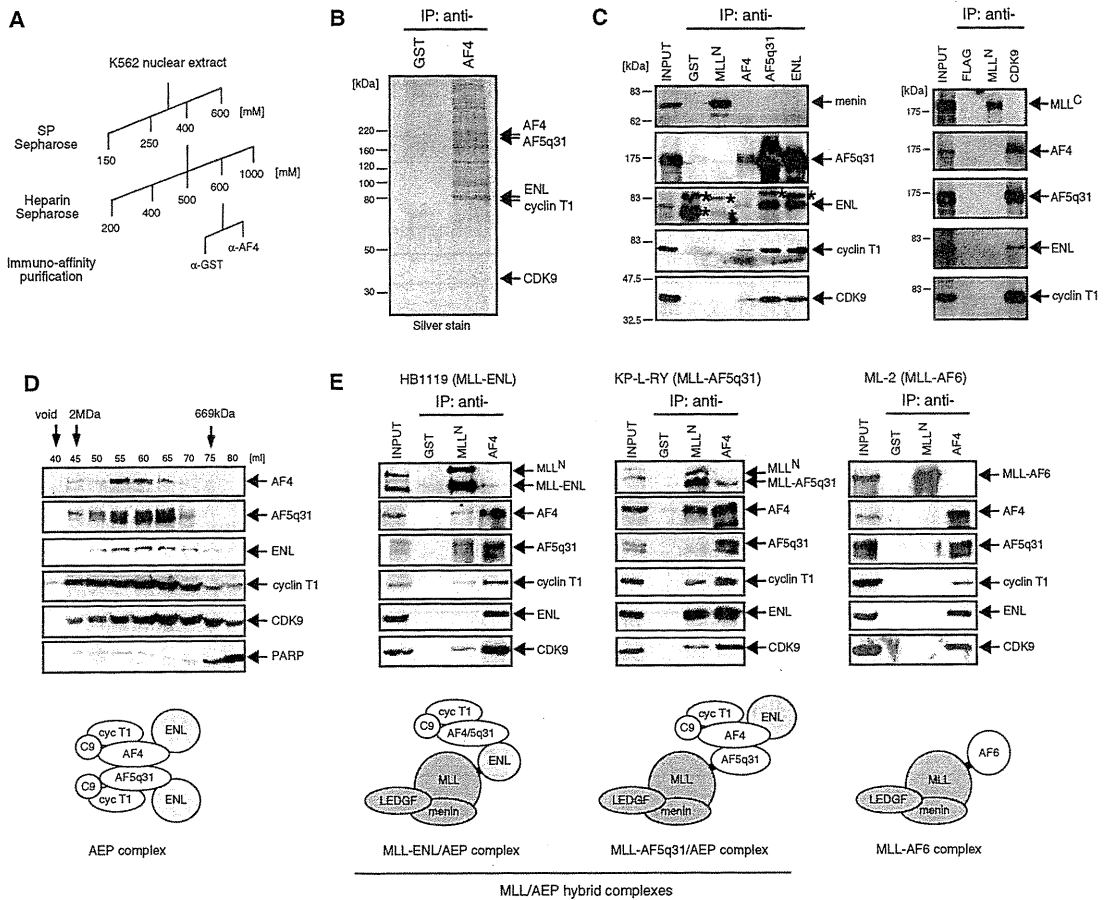 A
K562 nuclear extract
600
[mM]
400
250
150
SP
Sepharose
1000
[mM]
600
500
400
200
Heparin
Sepharose
α-AF4
α-GST
Immuno-affinity
purification
B
IP: anti-
GST
AF4
[kDa]
220
160
120
100
80
50
30
AF4
AF5q31
ENL
cyclin T1
CDK9
Silver stain
C
IP: anti-
[kDa]
INPUT
GST
MLL^N
AF4
AF5q31
ENL
83
62
menin
175
AF5q31
83
ENL
83
cyclin T1
47.5
32.5
CDK9
IP: anti-
INPUT
FLAG
MLL^N
CDK9
[kDa]
175
MLL^C
175
AF4
175
AF5q31
ENL
83
cyclin T1
D
void
2MDa
669kDa
40 45 50 55 60 65 70 75 80 [ml]
AF4
AF5q31
ENL
cyclin T1
CDK9
PARP
cyc T1
C9
AF4
ENL
AF5q31
C9
cyc T1
ENL
AEP complex
E
HB1119 (MLL-ENL)
IP: anti-
INPUT
GST
MLL^N
AF4
MLL^N
MLL-ENL
AF4
AF5q31
cyclin T1
ENL
CDK9
cyc T1
C9
AF4/5q31
ENL
MLL
LEDGF
menin
MLL-ENL/AEP complex
KP-L-RY (MLL-AF5q31)
IP: anti-
INPUT
GST
MLL^N
AF4
MLL^N
MLL-AF5q31
AF4
AF5q31
cyclin T1
ENL
CDK9
cyc T1
C9
AF4
ENL
AF5q31
MLL
LEDGF
menin
MLL-AF5q31/AEP complex
ML-2 (MLL-AF6)
IP: anti-
INPUT
GST
MLL^N
AF4
MLL-AF6
AF4
AF5q31
cyclin T1
ENL
CDK9
AF6
MLL
LEDGF
menin
MLL-AF6 complex
MLL/AEP hybrid complexes